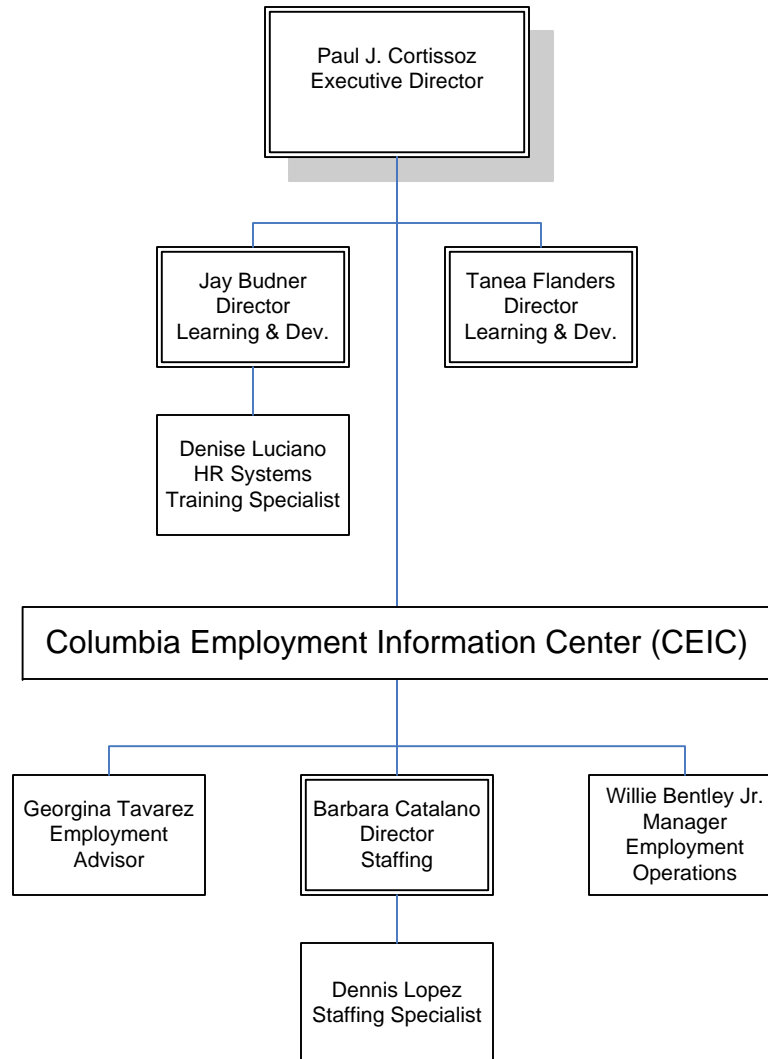 Paul J. Cortissoz
Executive Director
Jay Budner
Director
Learning & Dev.
Tanea Flanders
Director
Learning & Dev.
Denise Luciano
HR Systems
Training Specialist
Columbia Employment Information Center (CEIC)
Georgina Tavarez
Employment
Advisor
Barbara Catalano
Director
Staffing
Willie Bentley Jr.
Manager
Employment
Operations
Dennis Lopez
Staffing Specialist